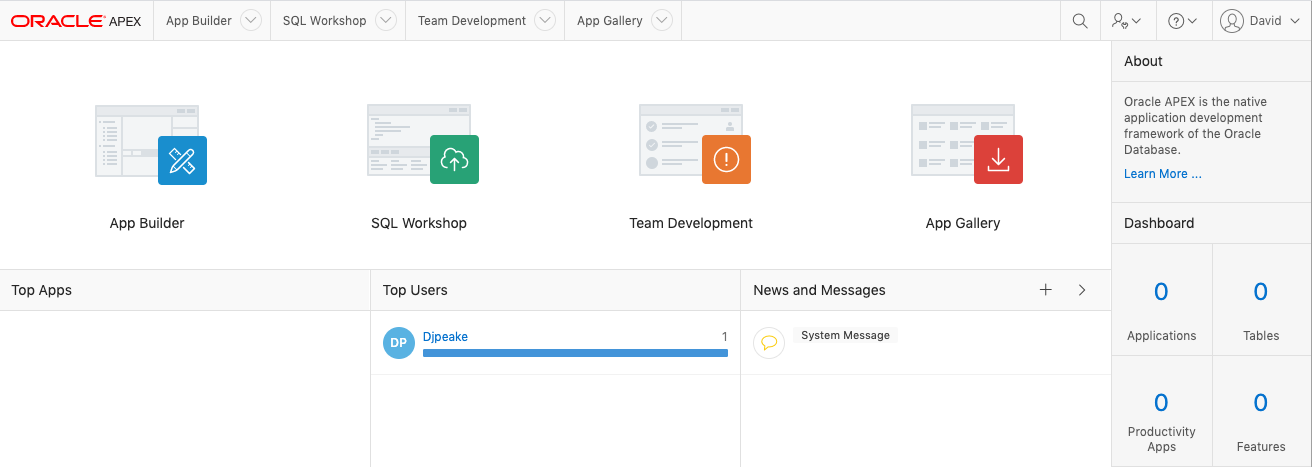 ORACLE APEX
App Builder
SQL Workshop
Team Development
App Gallery
David
App Builder
SQL Workshop
Team Development
App Gallery
Top Apps
Top Users
DP
Djpeake
1
News and Messages
System Message
About
Oracle APEX is the native
application development
framework of the Oracle
Database.
Learn More ...
Dashboard
0
Applications
0
Tables
0
Productivity
Apps
0
Features